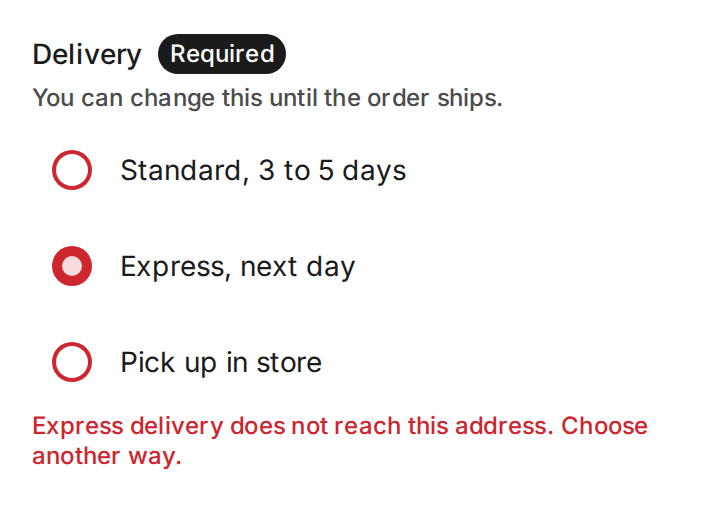 Delivery Required
You can change this until the order ships.
Standard, 3 to 5 days
Express, next day
Pick up in store
Express delivery does not reach this address. Choose
another way.